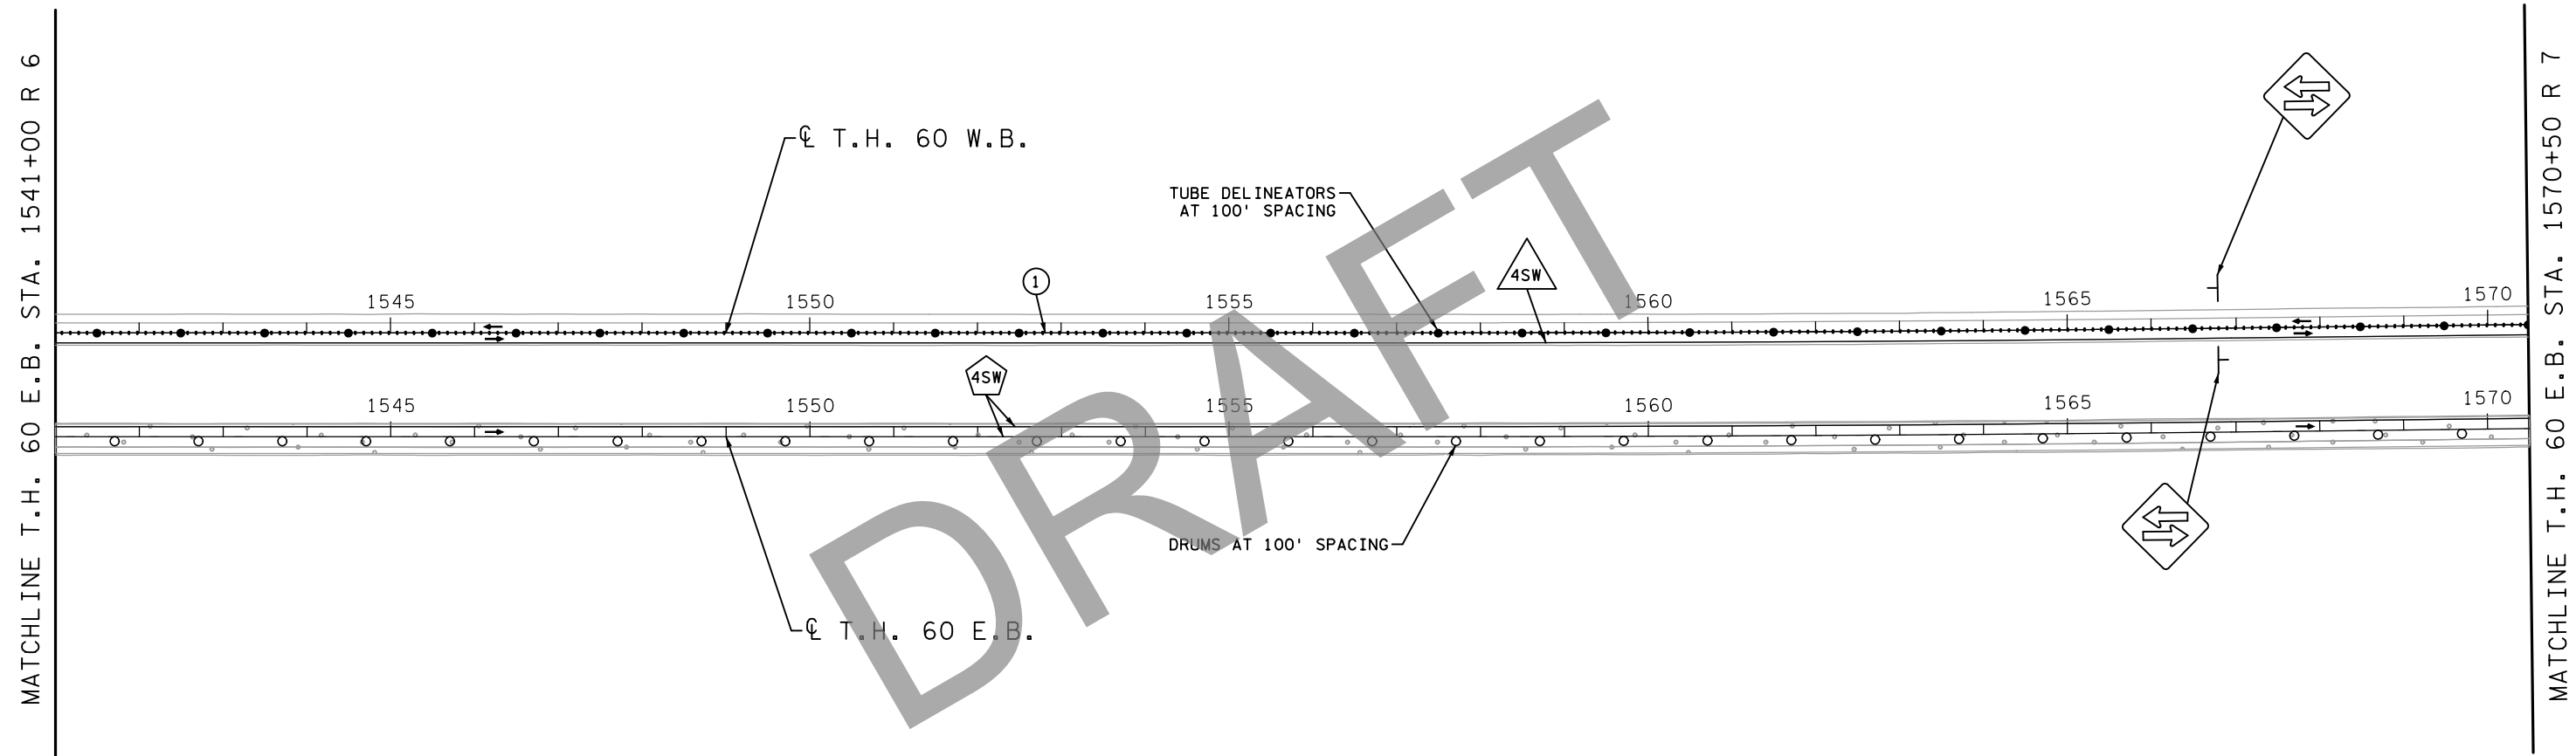 MATCHLINE T.H. 60 E.B. STA. 1541+00 R 6
℄ T.H. 60 W.B.
TUBE DELINEATORS
AT 100' SPACING
1
4SW
1545 1550 1555 1560 1565 1570
4SW
1545 1550 1555 1560 1565 1570
DRUMS AT 100' SPACING
℄ T.H. 60 E.B.
DRAFT
MATCHLINE T.H. 60 E.B. STA. 1570+50 R 7